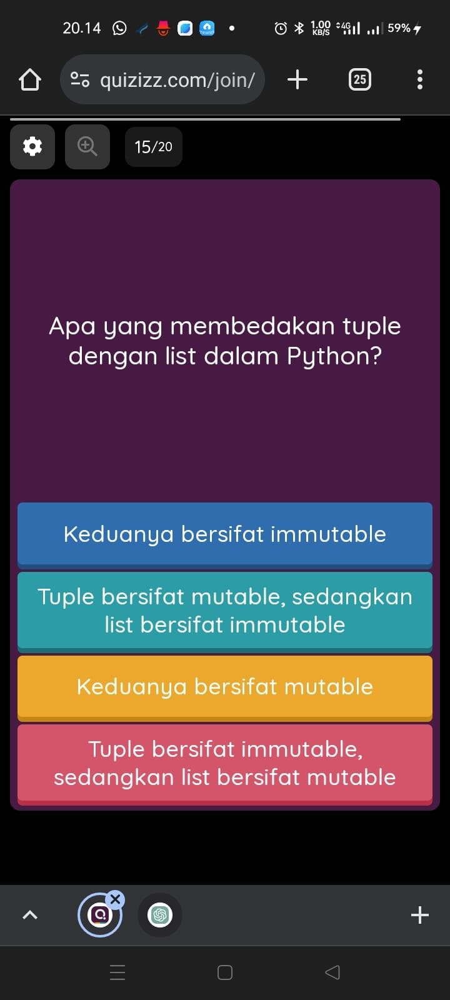 20.14
1.00
KB/S
4G
59%
quizizz.com/join/
25
15/20
Apa yang membedakan tuple
dengan list dalam Python?
Keduanya bersifat immutable
Tuple bersifat mutable, sedangkan
list bersifat immutable
Keduanya bersifat mutable
Tuple bersifat immutable,
sedangkan list bersifat mutable